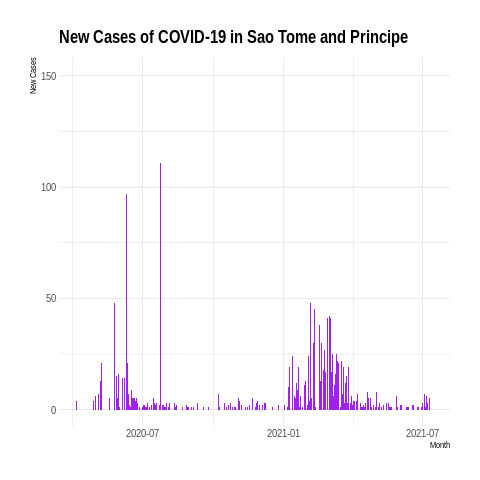 New Cases of COVID-19 in Sao Tome and Principe
New Cases
150
100
50
0
2020-07
2021-01
2021-07
Month